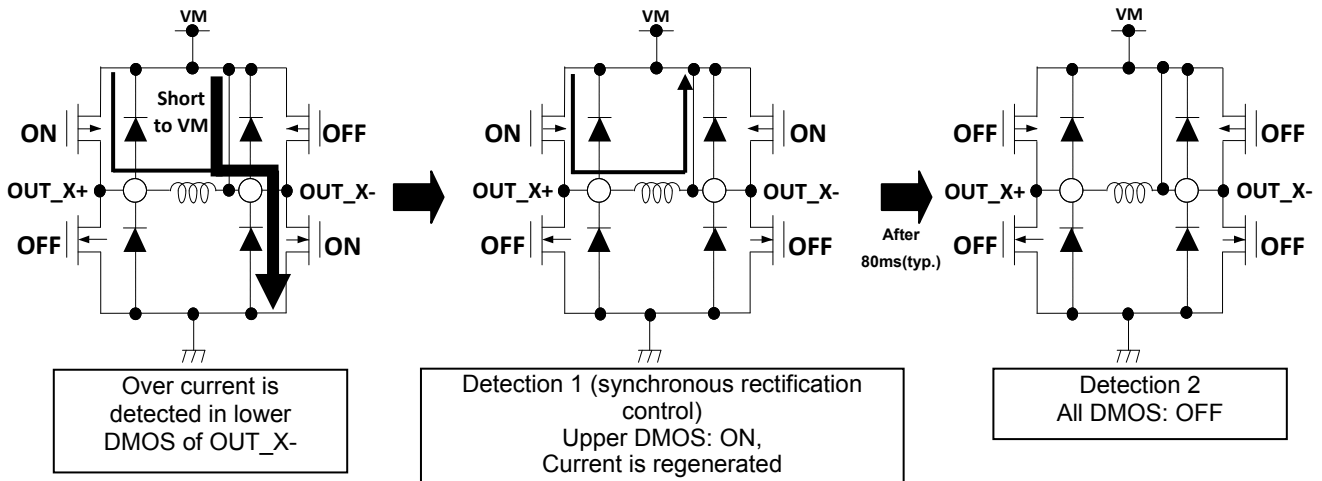 VM
Short
to VM
ON
OFF
OUT_X+
OUT_X-
OFF
ON
Over current is
detected in lower
DMOS of OUT_X-
VM
ON
ON
OUT_X+
OUT_X-
OFF
OFF
Detection 1 (synchronous rectification
control)
Upper DMOS: ON,
Current is regenerated
After
80ms(typ.)
VM
OFF
OFF
OUT_X+
OUT_X-
OFF
OFF
Detection 2
All DMOS: OFF